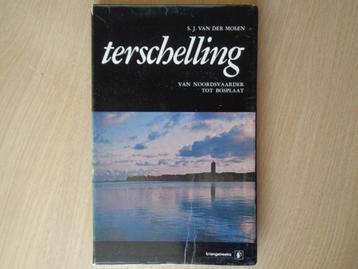 S. J. VAN DER MOLEN
terschelling
VAN NOORDSVAARDER
TOT BOSPLAAT
triangelreeks